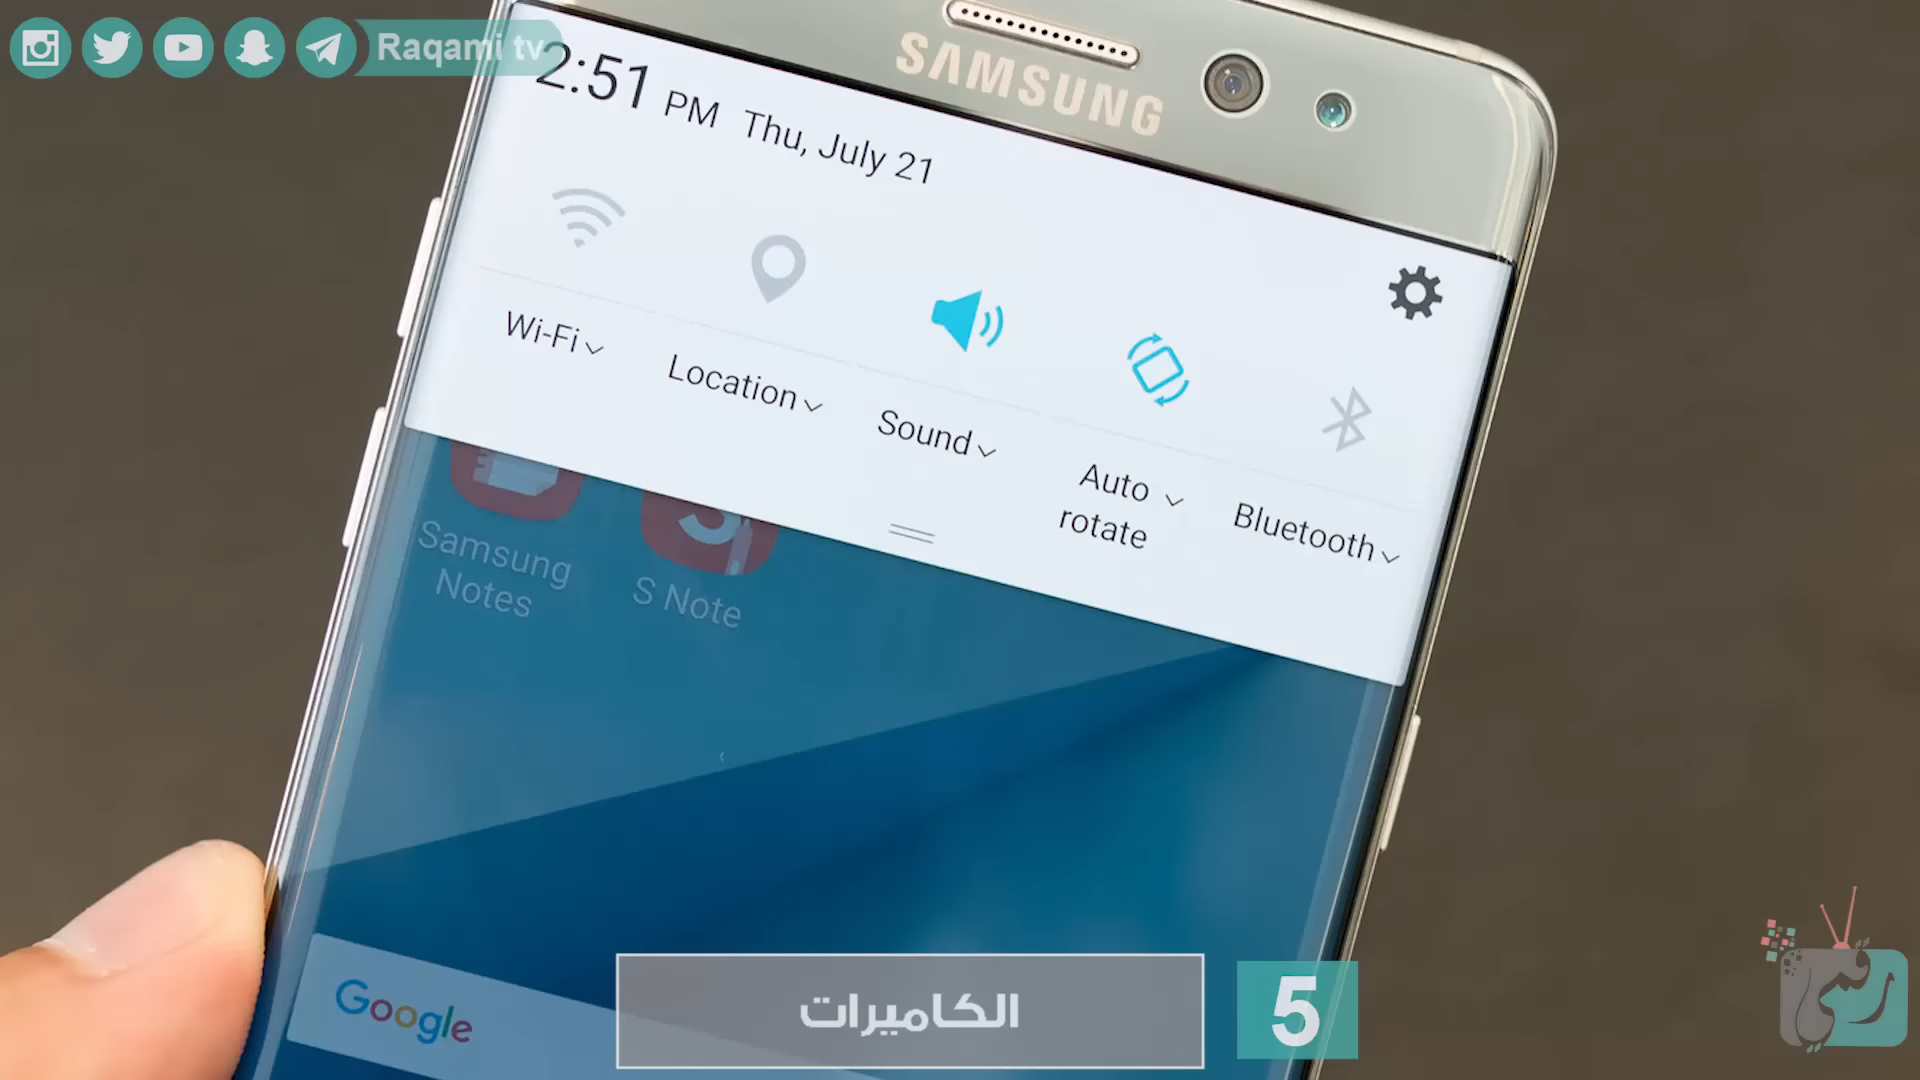 Raqami tv
SAMSUNG
2:51 PM Thu, July 21
Wi-Fi
Location
Sound
Auto
rotate
Bluetooth
Samsung
Notes
S Note
Google
الكاميرات
5
رقمي